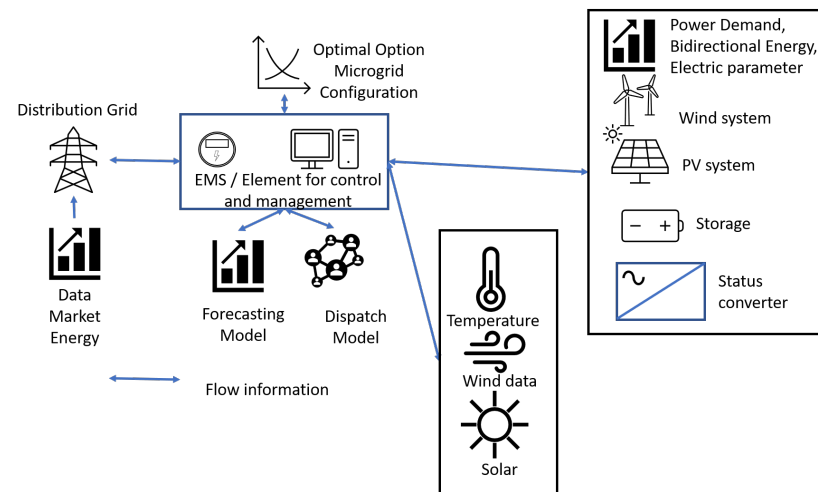 Optimal Option
Microgrid
Configuration
Distribution Grid
EMS / Element for control
and management
Data
Market
Energy
Forecasting
Model
Dispatch
Model
Flow information
Temperature
Wind data
Solar
Power Demand,
Bidirectional Energy,
Electric parameter
Wind system
PV system
Storage
Status
converter